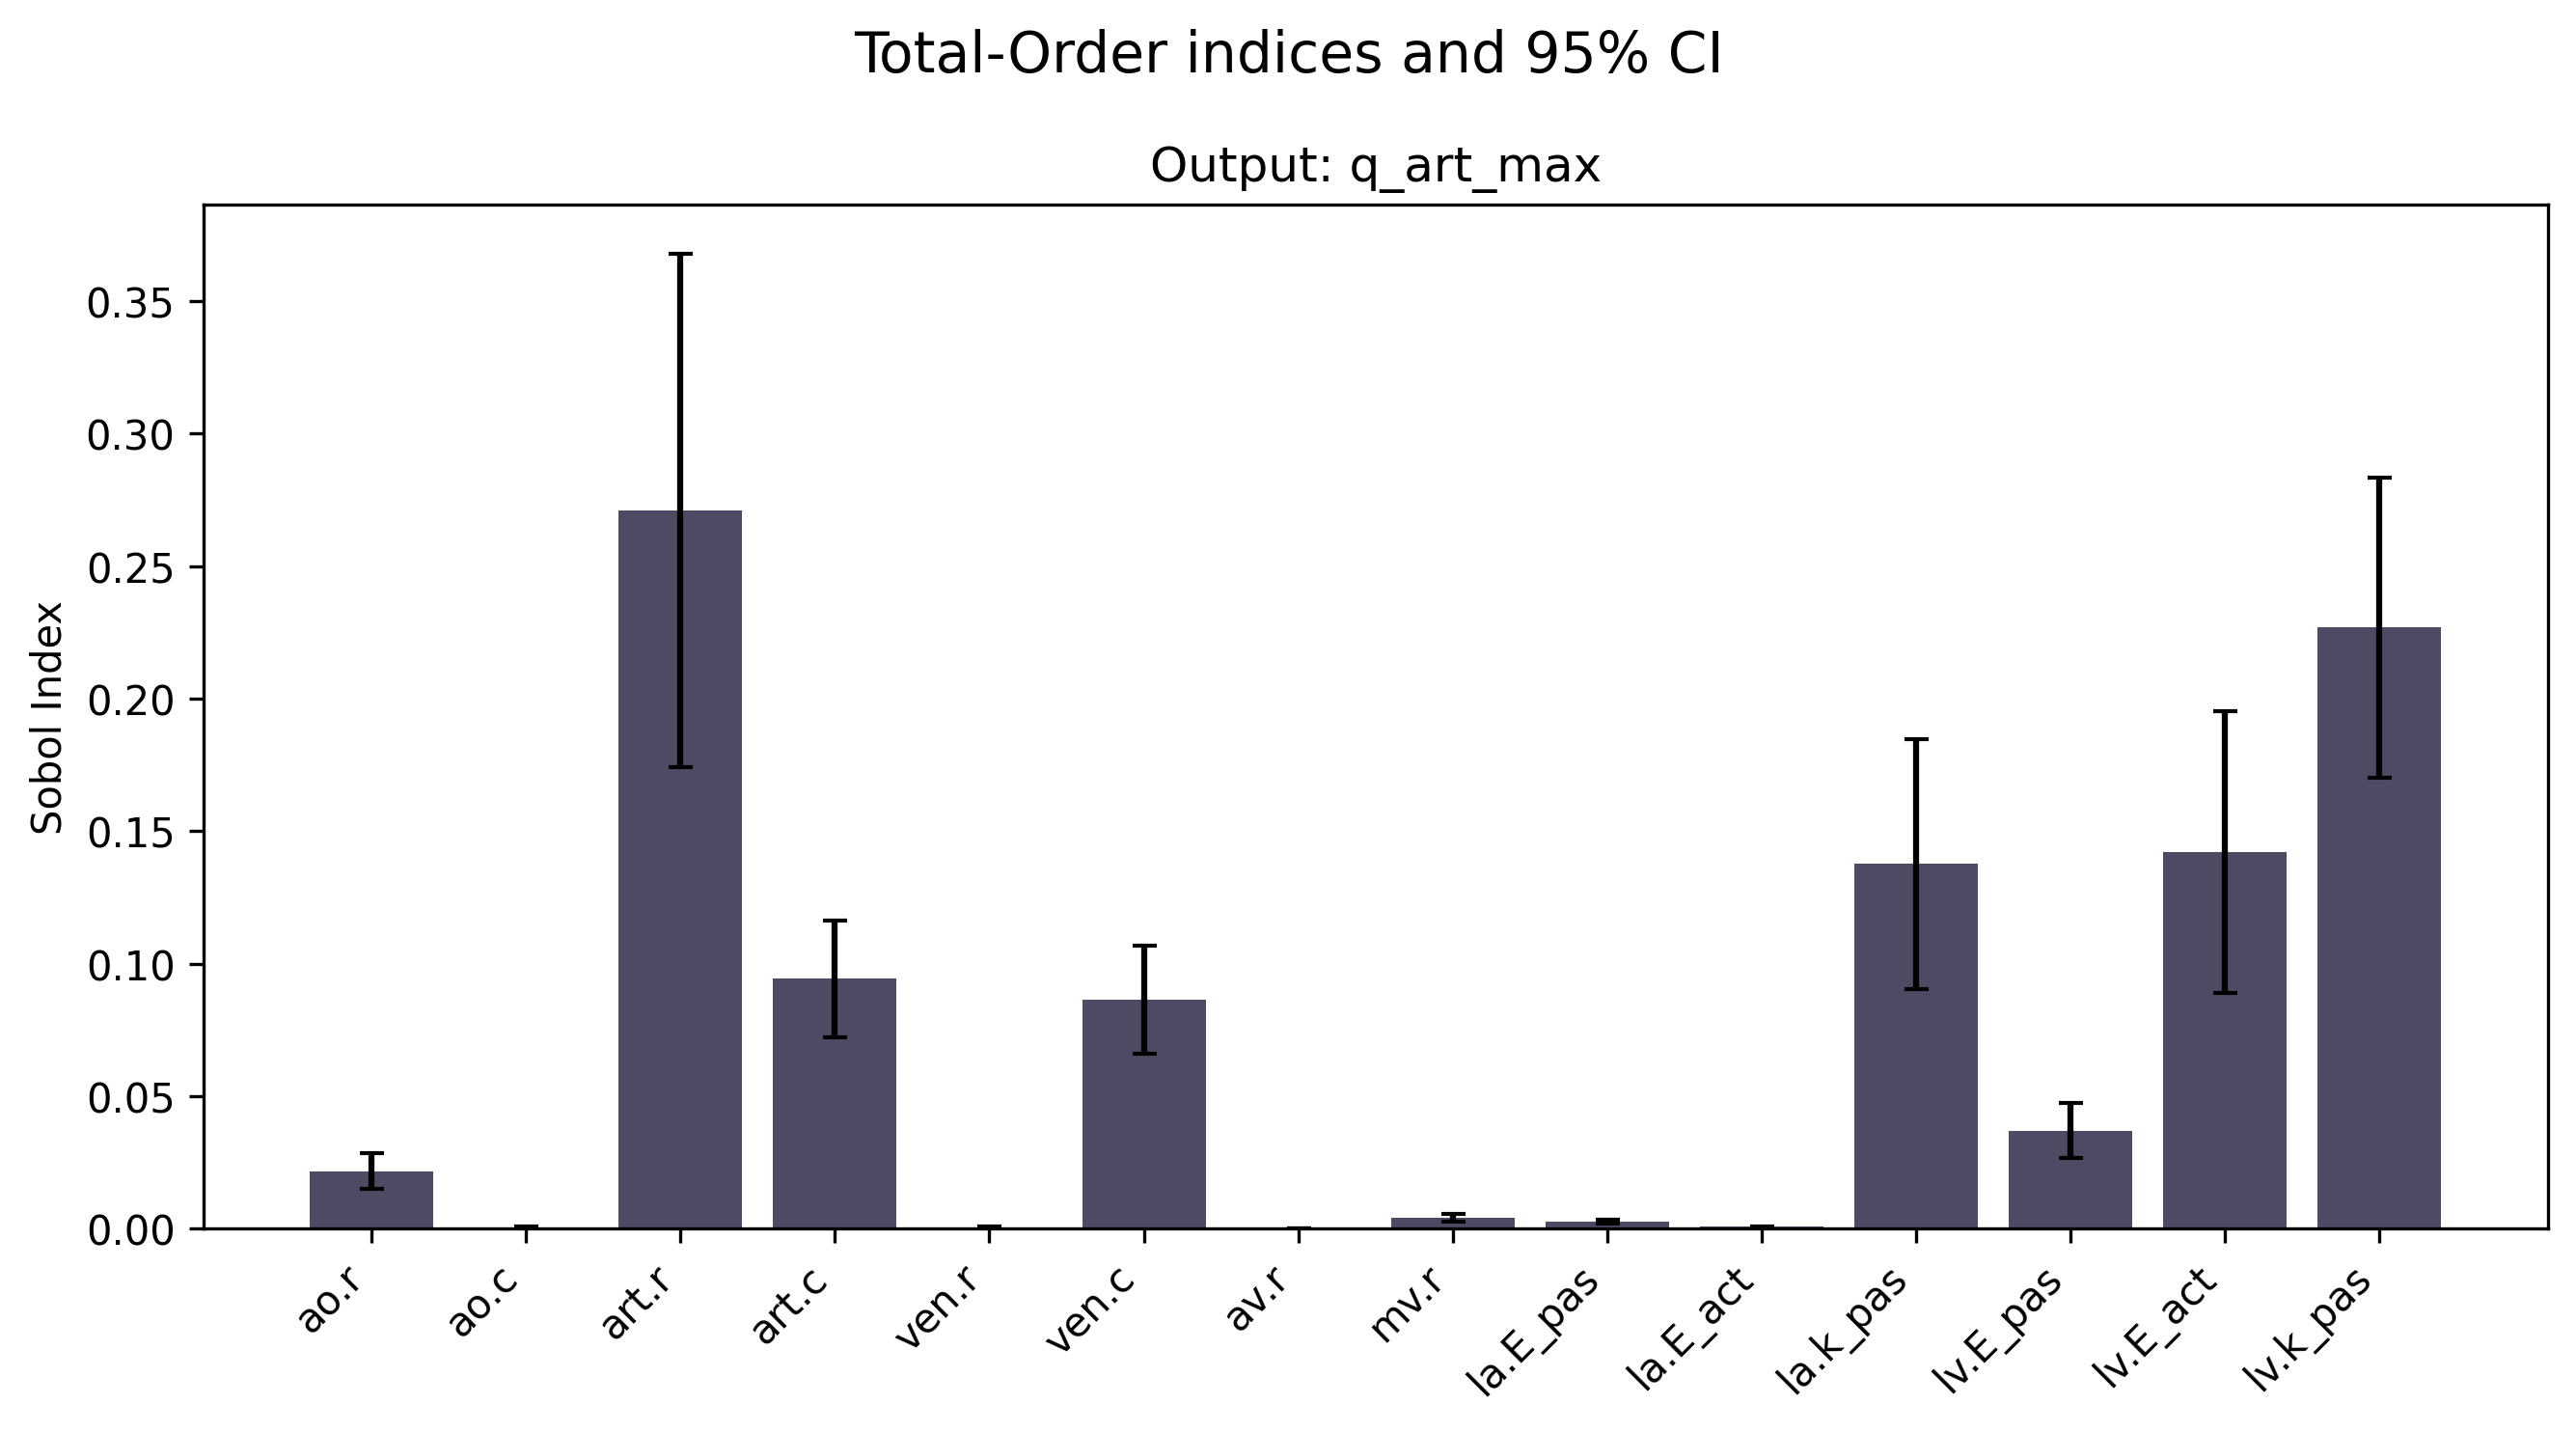 Total-Order indices and 95% CI
Output: q_art_max
Sobol Index
0.35
0.30
0.25
0.20
0.15
0.10
0.05
0.00
ao.r
ao.c
art.r
art.c
ven.r
ven.c
av.r
mv.r
la.E_pas
la.E_act
la.k_pas
lv.E_pas
lv.E_act
lv.k_pas